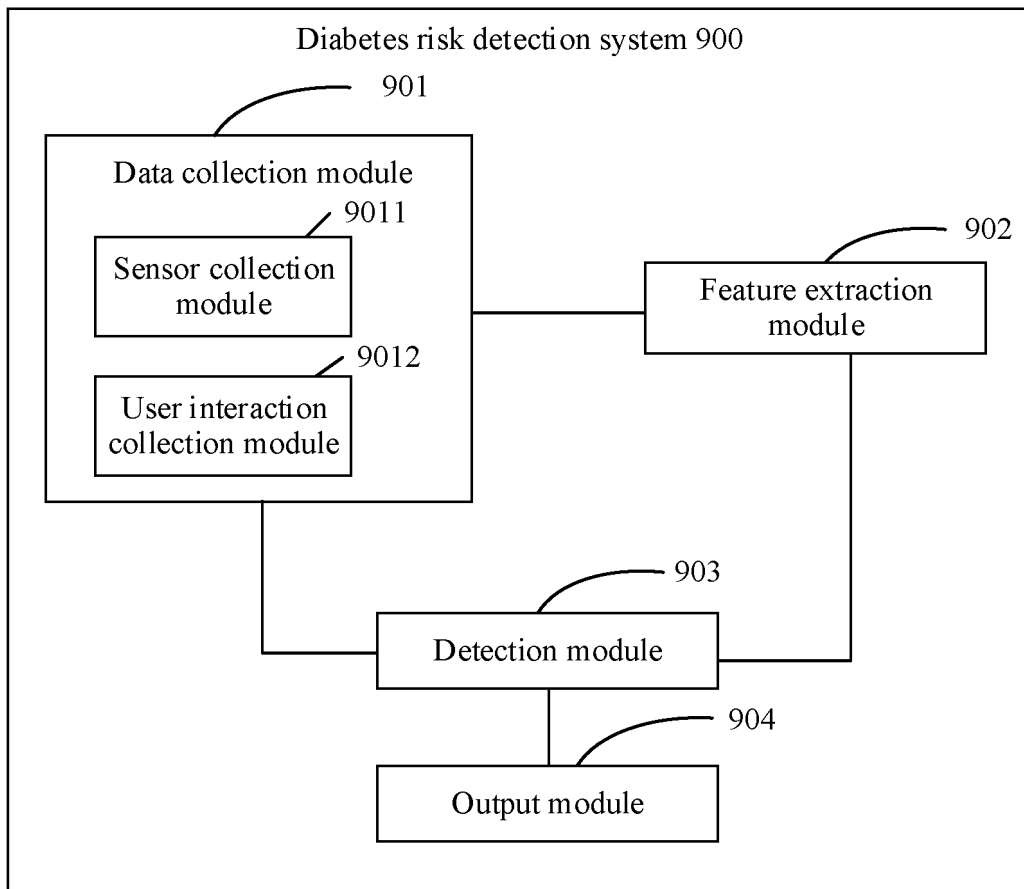 Diabetes risk detection system 900
901
Data collection module
9011
Sensor collection
module
9012
User interaction
collection module
902
Feature extraction
module
903
Detection module
904
Output module